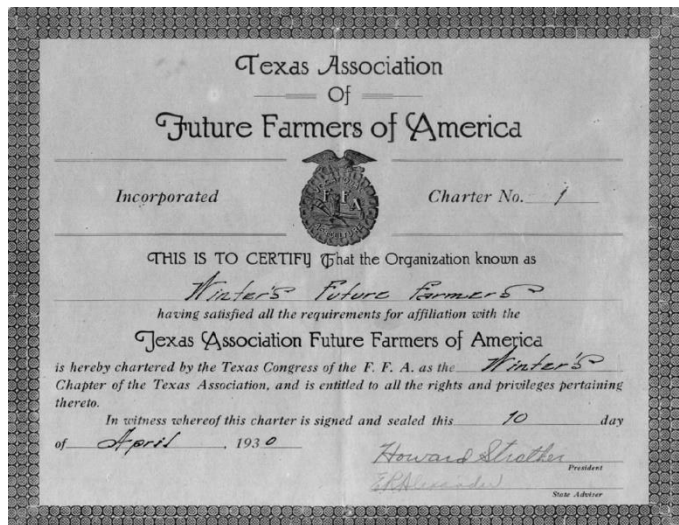 Texas Association
Of
Future Farmers of America
Incorporated
Charter No. 1
F F A
THIS IS TO CERTIFY That the Organization known as
Winter's Future Farmers
having satisfied all the requirements for affiliation with the
Texas Association Future Farmers of America
is hereby chartered by the Texas Congress of the F. F. A. as the Winter's
Chapter of the Texas Association, and is entitled to all the rights and privileges pertaining
thereto.
In witness whereof this charter is signed and sealed this 10 day
of April, 1930
Howard Strother
President
E.R. Alexander
State Adviser